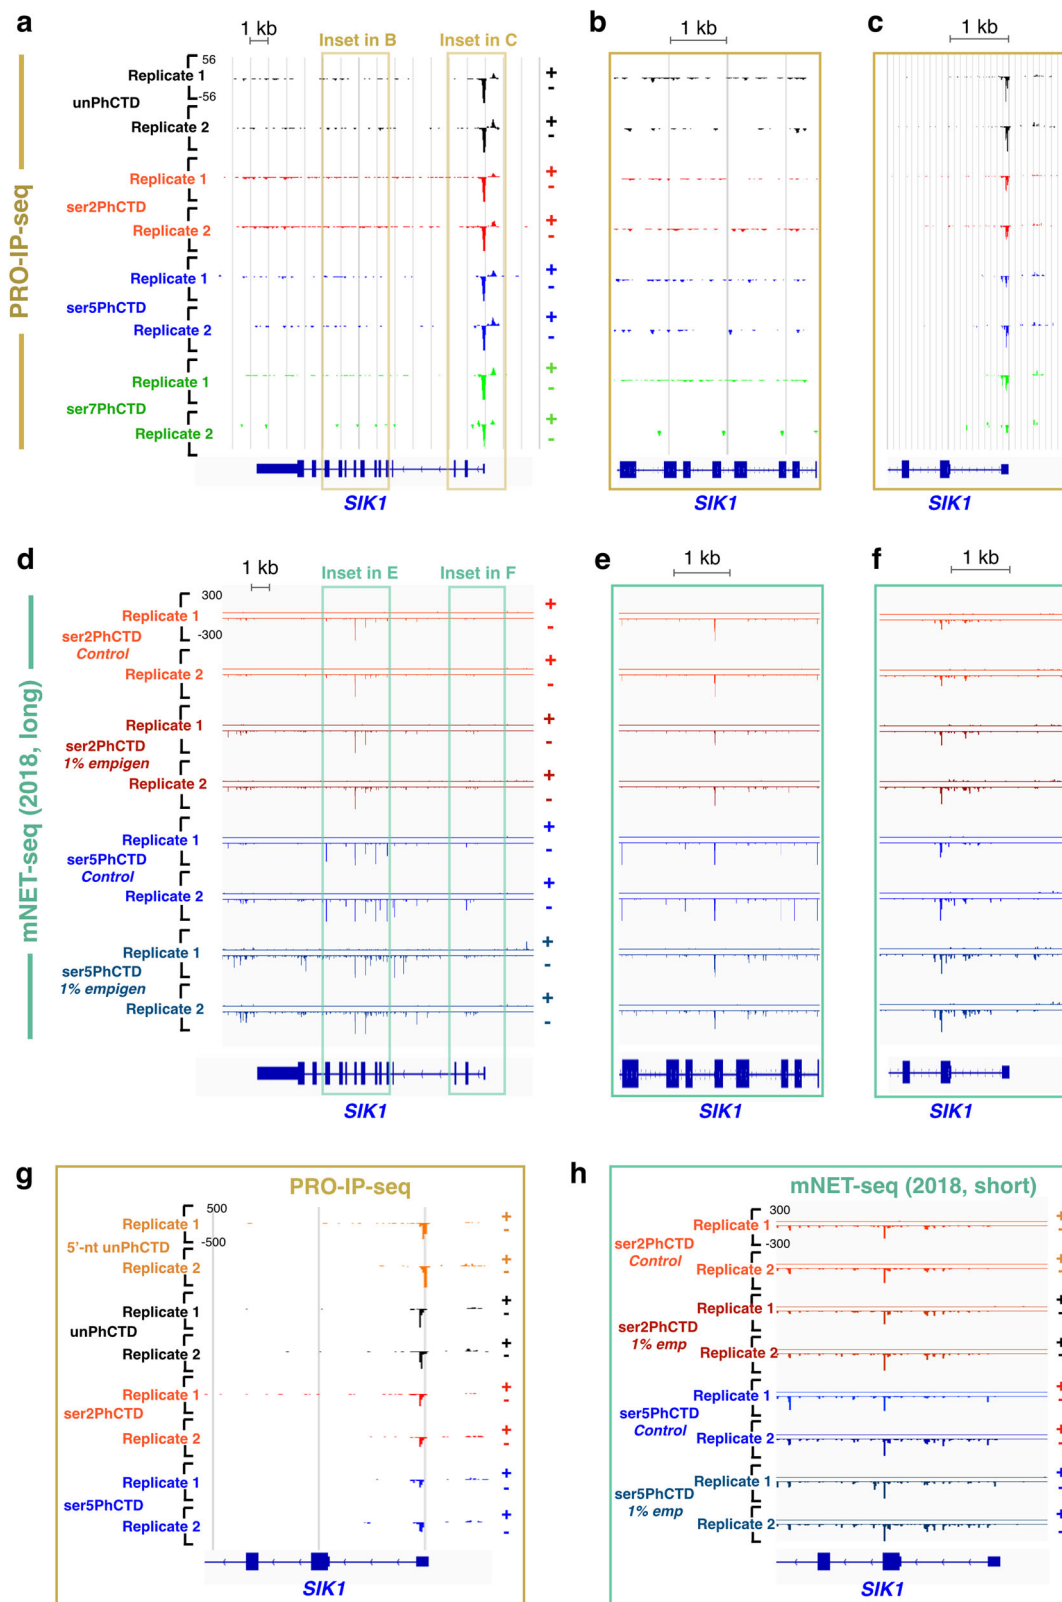 a
1 kb
Inset in B
Inset in C
b
1 kb
c
1 kb
PRO-IP-seq
56
-56
unPhCTD
Replicate 1
+
-
Replicate 2
+
-
ser2PhCTD
Replicate 1
+
-
Replicate 2
+
-
ser5PhCTD
Replicate 1
+
-
Replicate 2
+
-
ser7PhCTD
Replicate 1
+
-
Replicate 2
+
-
SIK1
SIK1
SIK1
d
1 kb
Inset in E
Inset in F
e
1 kb
f
1 kb
mNET-seq (2018, long)
300
-300
ser2PhCTD
Control
Replicate 1
+
-
Replicate 2
+
-
ser2PhCTD
1% empigen
Replicate 1
+
-
Replicate 2
+
-
ser5PhCTD
Control
Replicate 1
+
-
Replicate 2
+
-
ser5PhCTD
1% empigen
Replicate 1
+
-
Replicate 2
+
-
SIK1
SIK1
SIK1
g
PRO-IP-seq
500
-500
5'-nt unPhCTD
Replicate 1
+
-
Replicate 2
+
-
unPhCTD
Replicate 1
+
-
Replicate 2
+
-
ser2PhCTD
Replicate 1
+
-
Replicate 2
+
-
ser5PhCTD
Replicate 1
+
-
Replicate 2
+
-
SIK1
h
mNET-seq (2018, short)
300
-300
ser2PhCTD
Control
Replicate 1
+
-
Replicate 2
+
-
ser2PhCTD
1% emp
Replicate 1
+
-
Replicate 2
+
-
ser5PhCTD
Control
Replicate 1
+
-
Replicate 2
+
-
ser5PhCTD
1% emp
Replicate 1
+
-
Replicate 2
+
-
SIK1